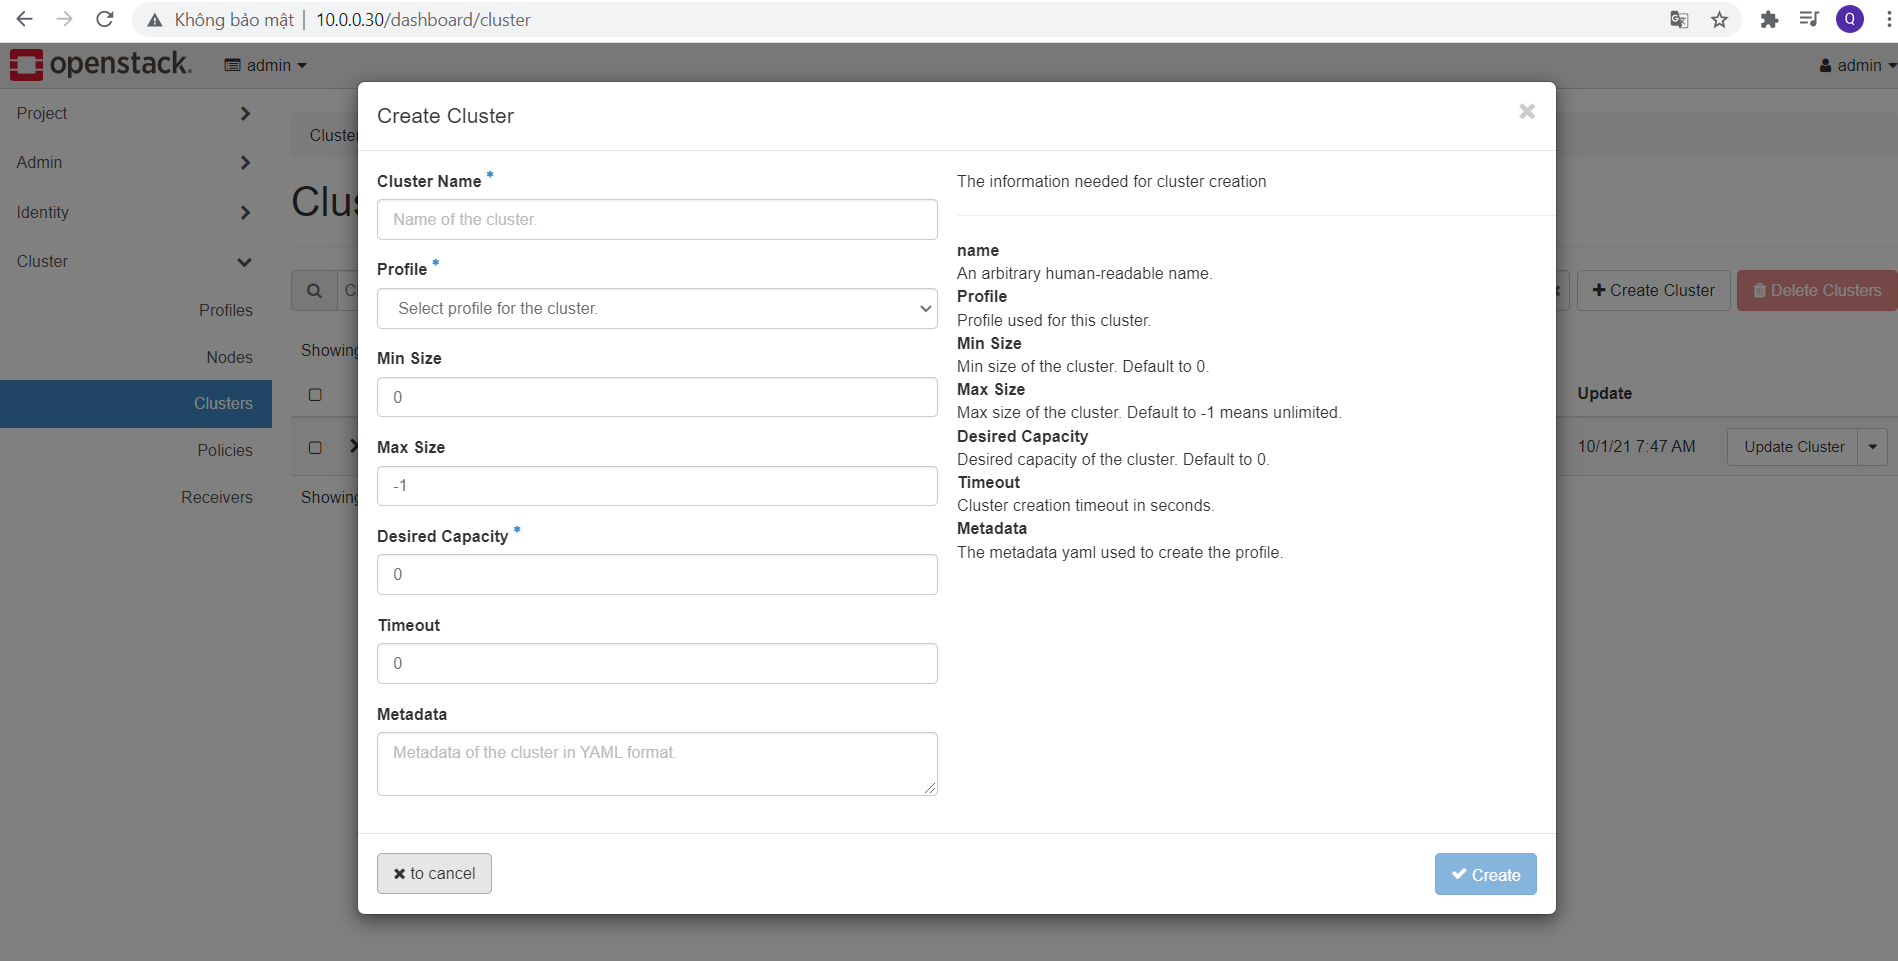 Không bảo mật 10.0.0.30/dashboard/cluster Q
openstack. admin admin
Project
Admin
Identity
Cluster
Profiles
Nodes
Clusters
Policies
Receivers
Create Cluster Delete Clusters
Showing
Update
10/1/21 7:47 AM Update Cluster
Showing
Create Cluster
Cluster Name *
Name of the cluster.
Profile *
Select profile for the cluster.
Min Size
0
Max Size
-1
Desired Capacity *
0
Timeout
0
Metadata
Metadata of the cluster in YAML format.
The information needed for cluster creation
name
An arbitrary human-readable name.
Profile
Profile used for this cluster.
Min Size
Min size of the cluster. Default to 0.
Max Size
Max size of the cluster. Default to -1 means unlimited.
Desired Capacity
Desired capacity of the cluster. Default to 0.
Timeout
Cluster creation timeout in seconds.
Metadata
The metadata yaml used to create the profile.
to cancel
Create